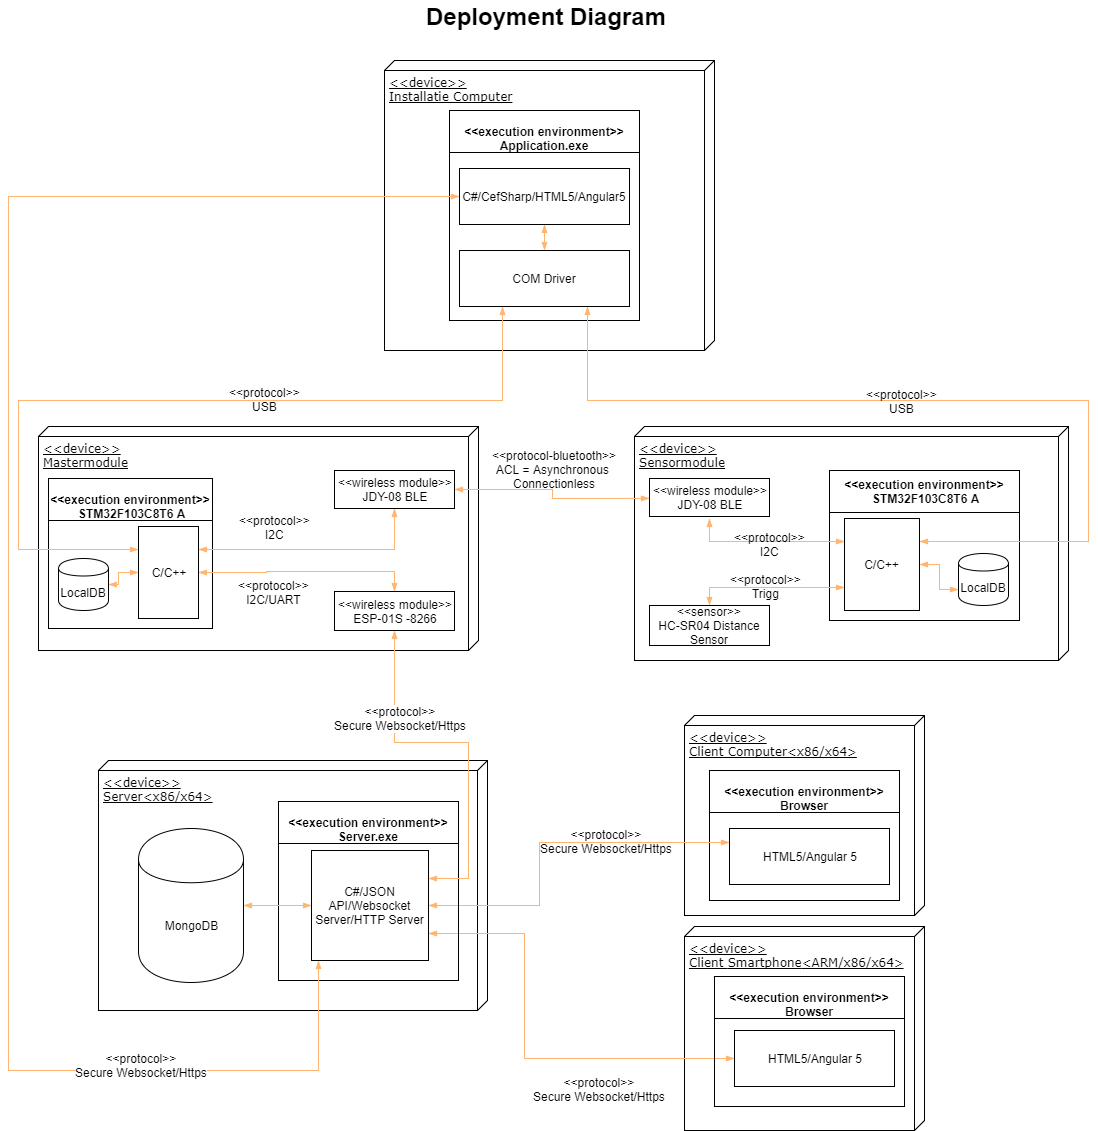 Deployment Diagram
<<device>>
Installatie Computer
<<execution environment>>
Application.exe
C#/CefSharp/HTML5/Angular5
COM Driver
<<protocol>>
USB
<<protocol>>
USB
<<device>>
Mastermodule
<<execution environment>>
STM32F103C8T6 A
C/C++
LocalDB
<<protocol>>
I2C
<<protocol>>
I2C/UART
<<wireless module>>
JDY-08 BLE
<<wireless module>>
ESP-01S -8266
<<protocol-bluetooth>>
ACL = Asynchronous
Connectionless
<<device>>
Sensormodule
<<wireless module>>
JDY-08 BLE
<<protocol>>
I2C
<<protocol>>
Trigg
<<sensor>>
HC-SR04 Distance
Sensor
<<execution environment>>
STM32F103C8T6 A
C/C++
LocalDB
<<protocol>>
Secure Websocket/Https
<<device>>
Server<x86/x64>
MongoDB
<<execution environment>>
Server.exe
C#/JSON
API/Websocket
Server/HTTP Server
<<protocol>>
Secure Websocket/Https
<<device>>
Client Computer<x86/x64>
<<execution environment>>
Browser
HTML5/Angular 5
<<device>>
Client Smartphone<ARM/x86/x64>
<<execution environment>>
Browser
HTML5/Angular 5
<<protocol>>
Secure Websocket/Https
<<protocol>>
Secure Websocket/Https